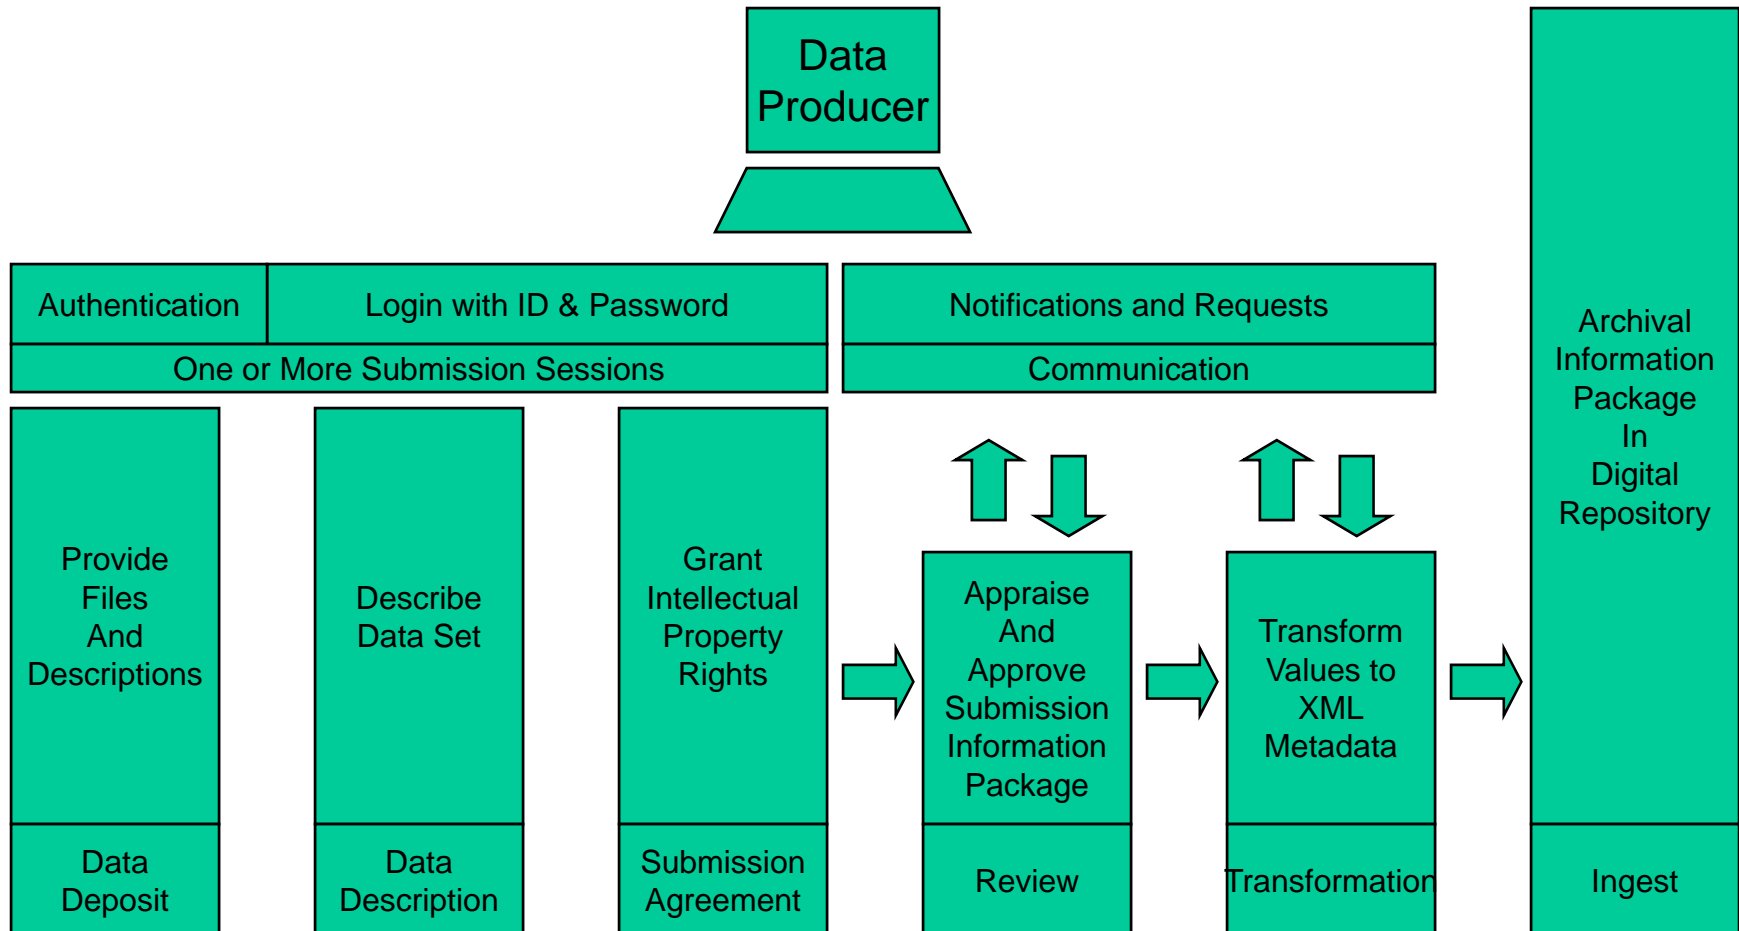 Data
Producer
Authentication
Login with ID & Password
Notifications and Requests
One or More Submission Sessions
Communication
Provide
Files
And
Descriptions
Describe
Data Set
Grant
Intellectual
Property
Rights
Appraise
And
Approve
Submission
Information
Package
Transform
Values to
XML
Metadata
Archival
Information
Package
In
Digital
Repository
Data
Deposit
Data
Description
Submission
Agreement
Review
Transformation
Ingest